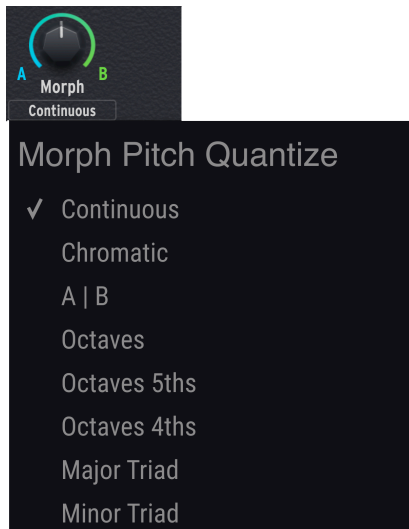 A B
Morph
Continuous
Morph Pitch Quantize
✓ Continuous
Chromatic
A | B
Octaves
Octaves 5ths
Octaves 4ths
Major Triad
Minor Triad